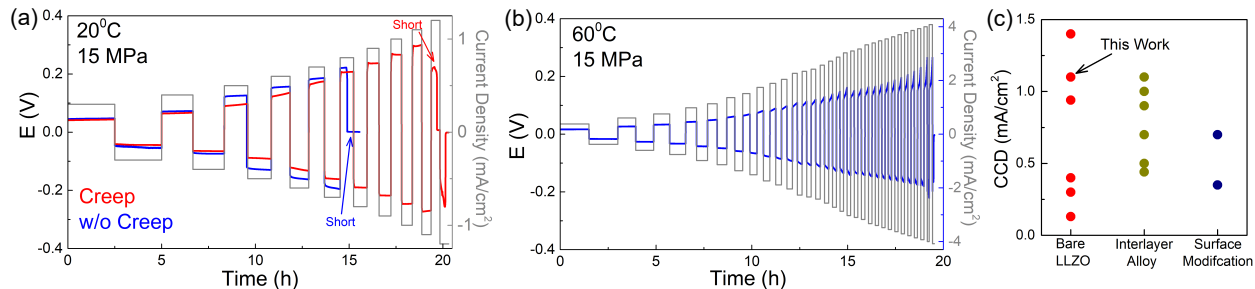 (a)
20⁰C
15 MPa
Short
Short
Creep
w/o Creep
E (V)
0.4
0.2
0.0
-0.2
-0.4
0
5
10
15
20
Time (h)
1
0
-1
Current Density (mA/cm²)
(b)
60⁰C
15 MPa
E (V)
0.4
0.2
0.0
-0.2
-0.4
0
5
10
15
20
Time (h)
4
2
0
-2
-4
Current Density (mA/cm²)
(c)
This Work
CCD (mA/cm²)
1.5
1.0
0.5
0.0
Bare
LLZO
Interlayer
Alloy
Surface
Modifcation